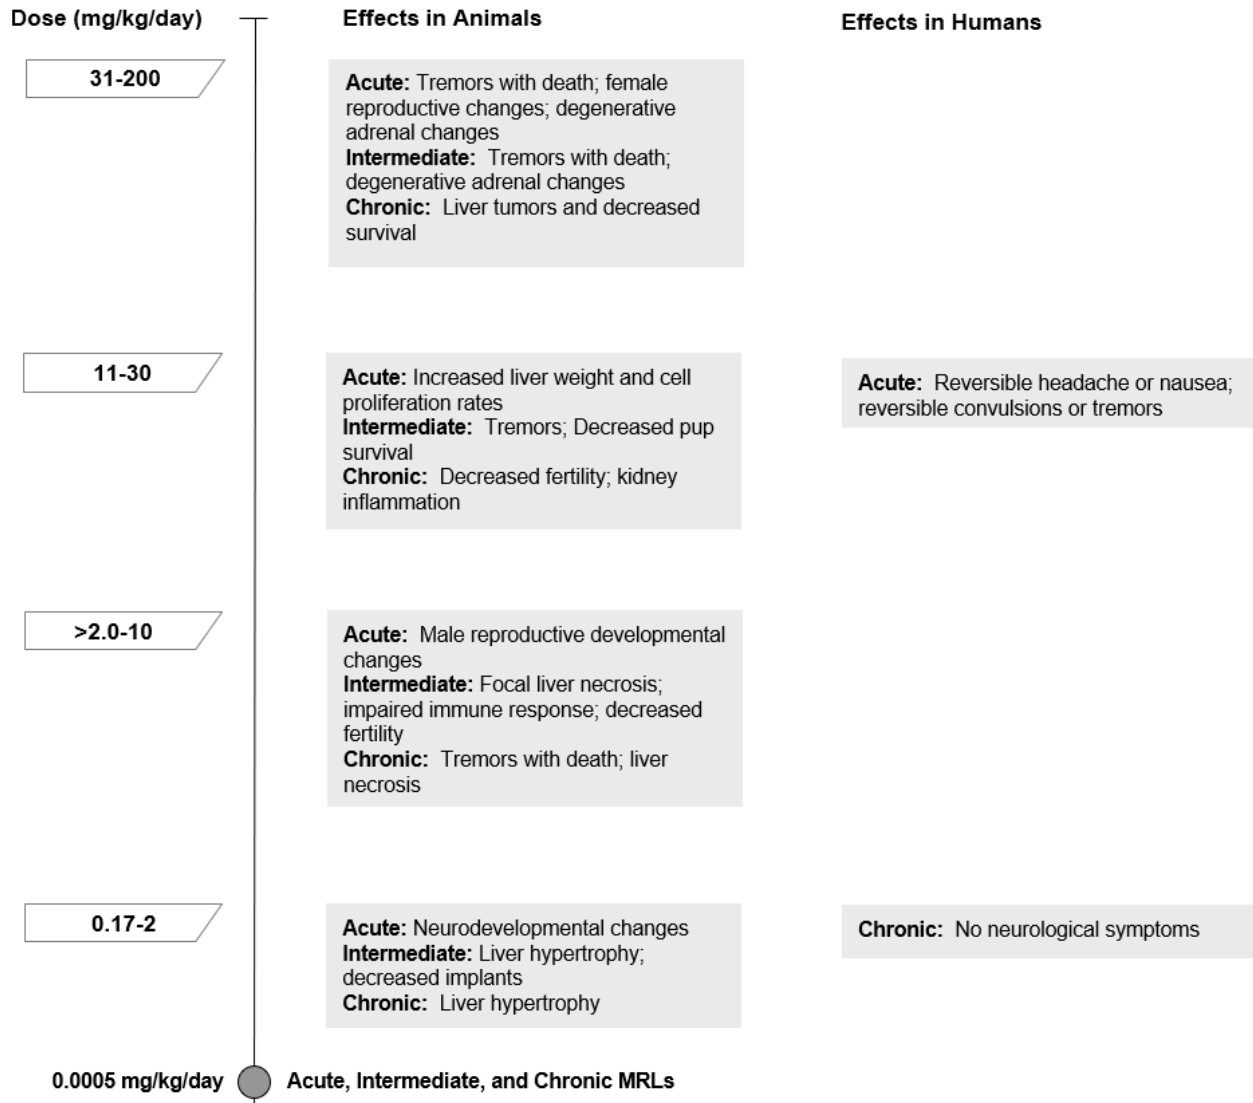 Dose (mg/kg/day)
Effects in Animals
Effects in Humans
31-200
Acute: Tremors with death; female
reproductive changes; degenerative
adrenal changes
Intermediate: Tremors with death;
degenerative adrenal changes
Chronic: Liver tumors and decreased
survival
11-30
Acute: Increased liver weight and cell
proliferation rates
Intermediate: Tremors; Decreased pup
survival
Chronic: Decreased fertility; kidney
inflammation
Acute: Reversible headache or nausea;
reversible convulsions or tremors
>2.0-10
Acute: Male reproductive developmental
changes
Intermediate: Focal liver necrosis;
impaired immune response; decreased
fertility
Chronic: Tremors with death; liver
necrosis
0.17-2
Acute: Neurodevelopmental changes
Intermediate: Liver hypertrophy;
decreased implants
Chronic: Liver hypertrophy
Chronic: No neurological symptoms
0.0005 mg/kg/day
Acute, Intermediate, and Chronic MRLs